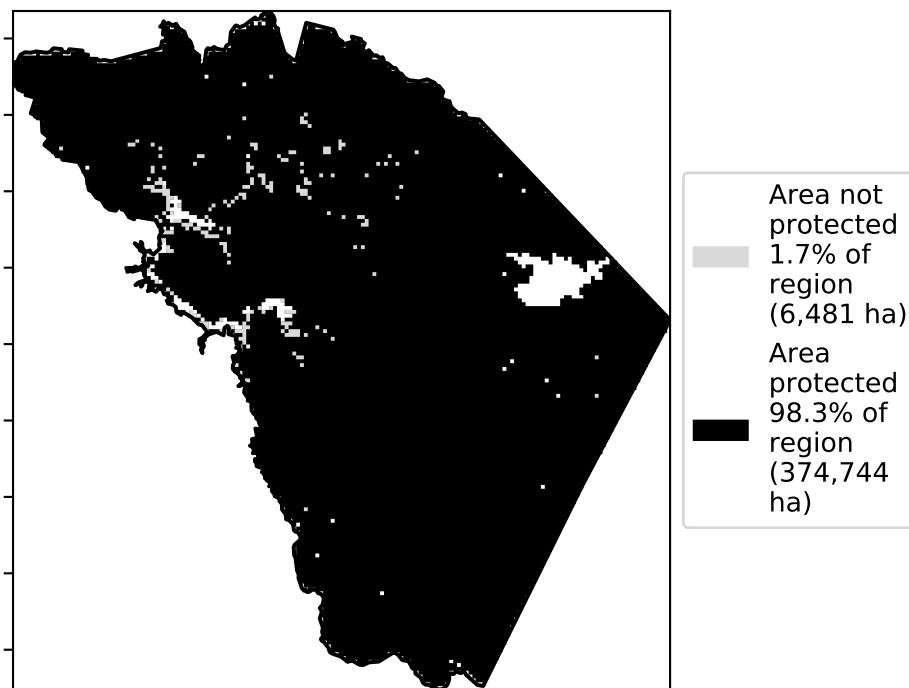 Area not
protected
1.7% of
region
(6,481 ha)
Area
protected
98.3% of
region
(374,744
ha)